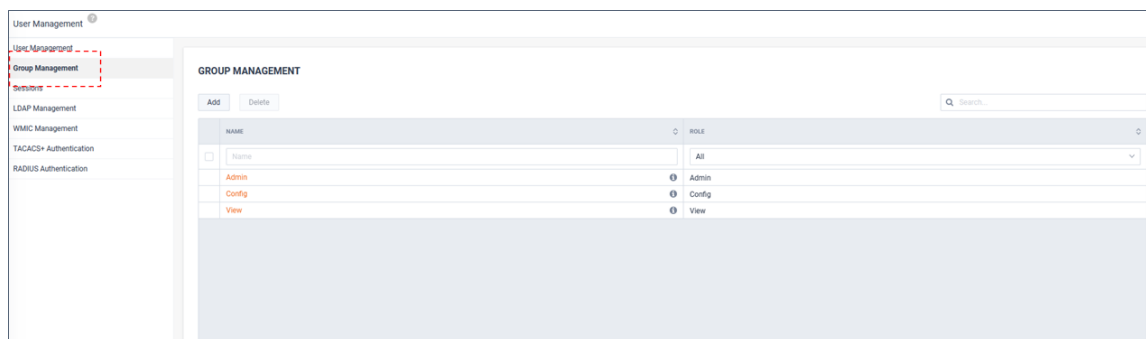 User Management ?
User Management
Group Management
Sessions
LDAP Management
WMIC Management
TACACS+ Authentication
RADIUS Authentication
GROUP MANAGEMENT
Add Delete
Search...
NAME ROLE
Name All
Admin Admin
Config Config
View View